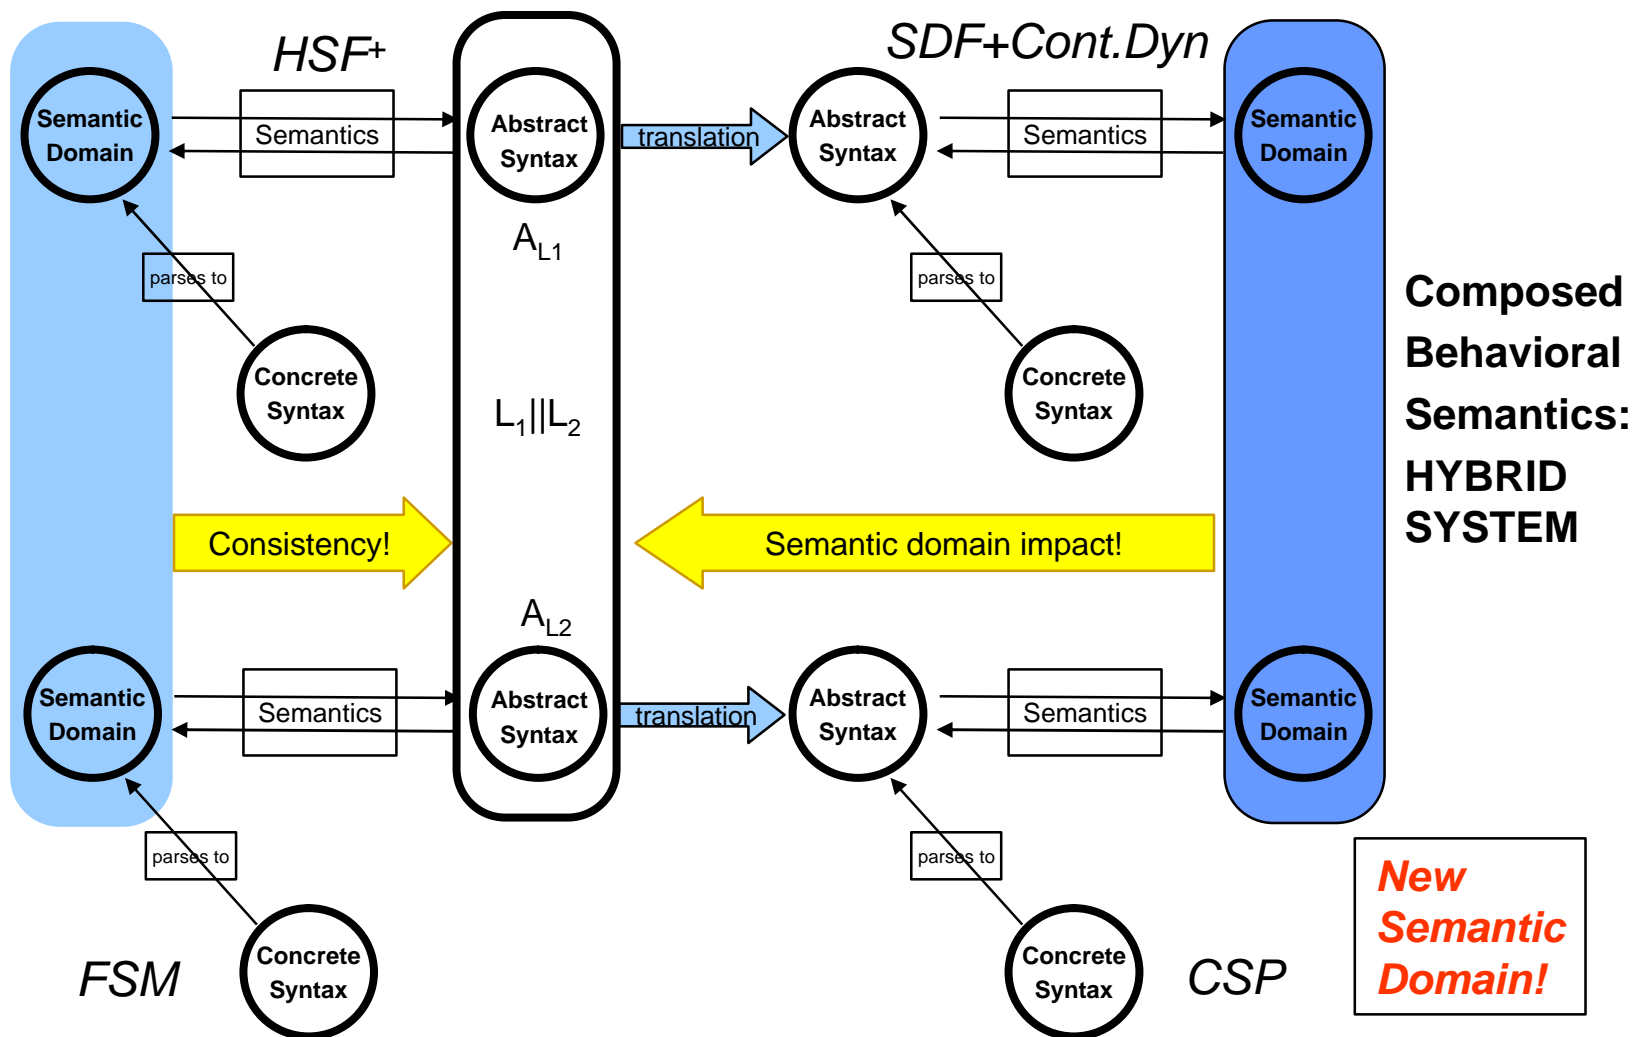 HSF+
SDF+Cont.Dyn
Semantic
Domain
Semantics
Abstract
Syntax
translation
Abstract
Syntax
Semantics
Semantic
Domain
AL1
parses to
parses to
Concrete
Syntax
L1||L2
Concrete
Syntax
Composed
Behavioral
Semantics:
HYBRID
SYSTEM
Consistency!
Semantic domain impact!
AL2
Semantic
Domain
Semantics
Abstract
Syntax
translation
Abstract
Syntax
Semantics
Semantic
Domain
parses to
parses to
FSM
Concrete
Syntax
Concrete
Syntax
CSP
New
Semantic
Domain!